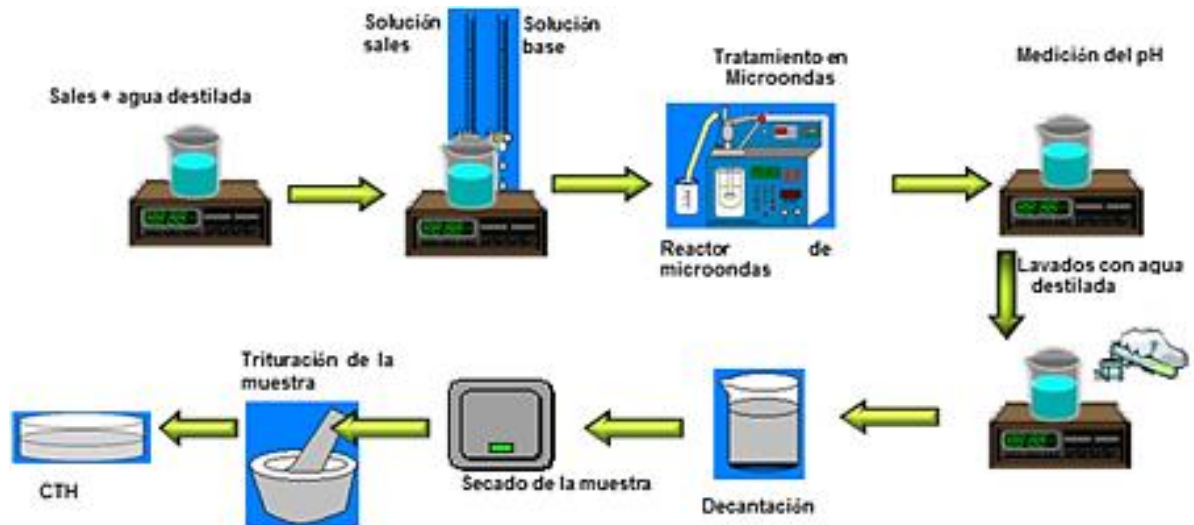 Sales + agua destilada
Solución
sales
Solución
base
Tratamiento en
Microondas
Reactor de
microondas
Medición del pH
Lavados con agua
destilada
Decantación
Secado de la muestra
Trituración de la
muestra
CTH